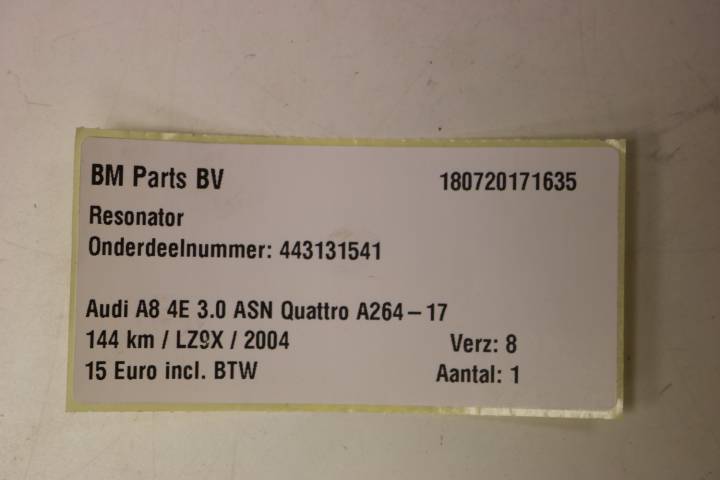 BM Parts BV 180720171635
Resonator
Onderdeelnummer: 443131541
Audi A8 4E 3.0 ASN Quattro A264-17
144 km / LZ9X / 2004 Verz: 8
15 Euro incl. BTW Aantal: 1